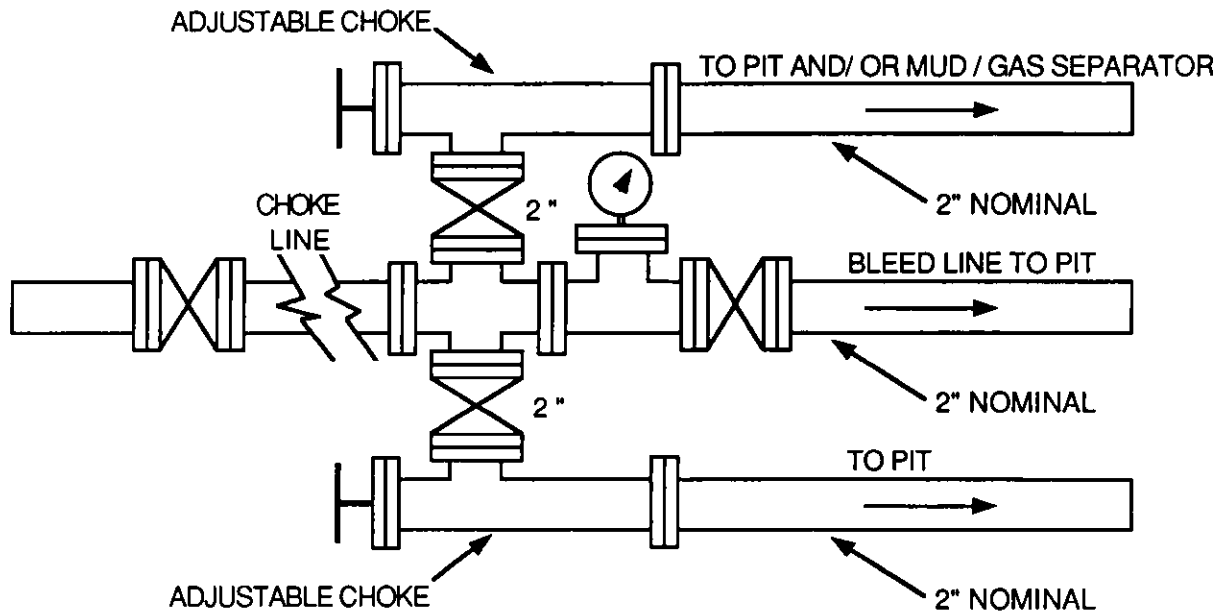 ADJUSTABLE CHOKE
TO PIT AND/ OR MUD / GAS SEPARATOR
2" NOMINAL
2"
CHOKE
LINE
BLEED LINE TO PIT
2" NOMINAL
2"
TO PIT
ADJUSTABLE CHOKE
2" NOMINAL